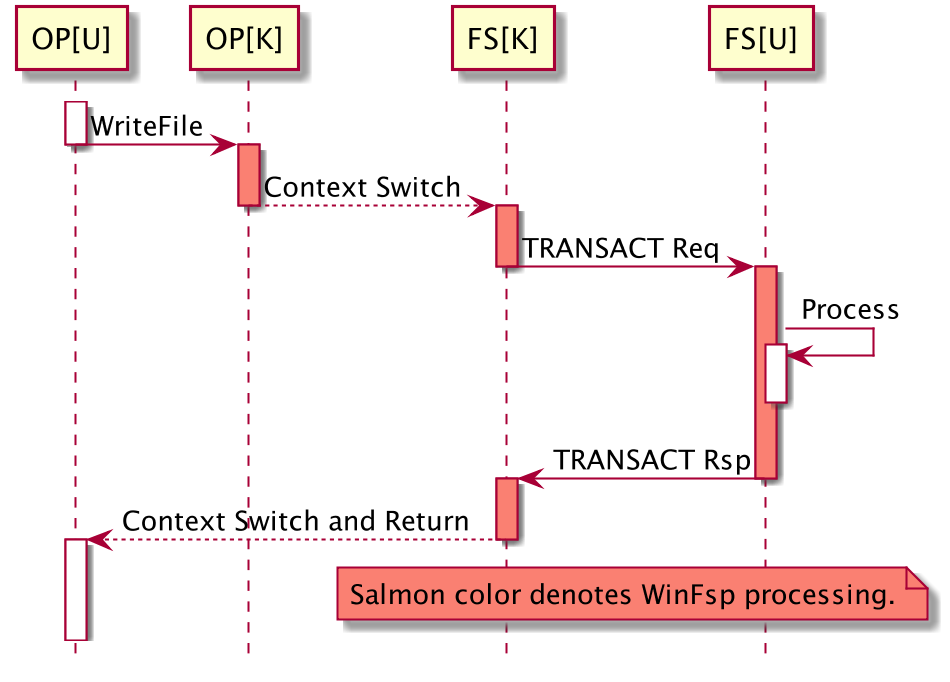 OP[U]
OP[K]
FS[K]
FS[U]
WriteFile
Context Switch
TRANSACT Req
Process
TRANSACT Rsp
Context Switch and Return
Salmon color denotes WinFsp processing.